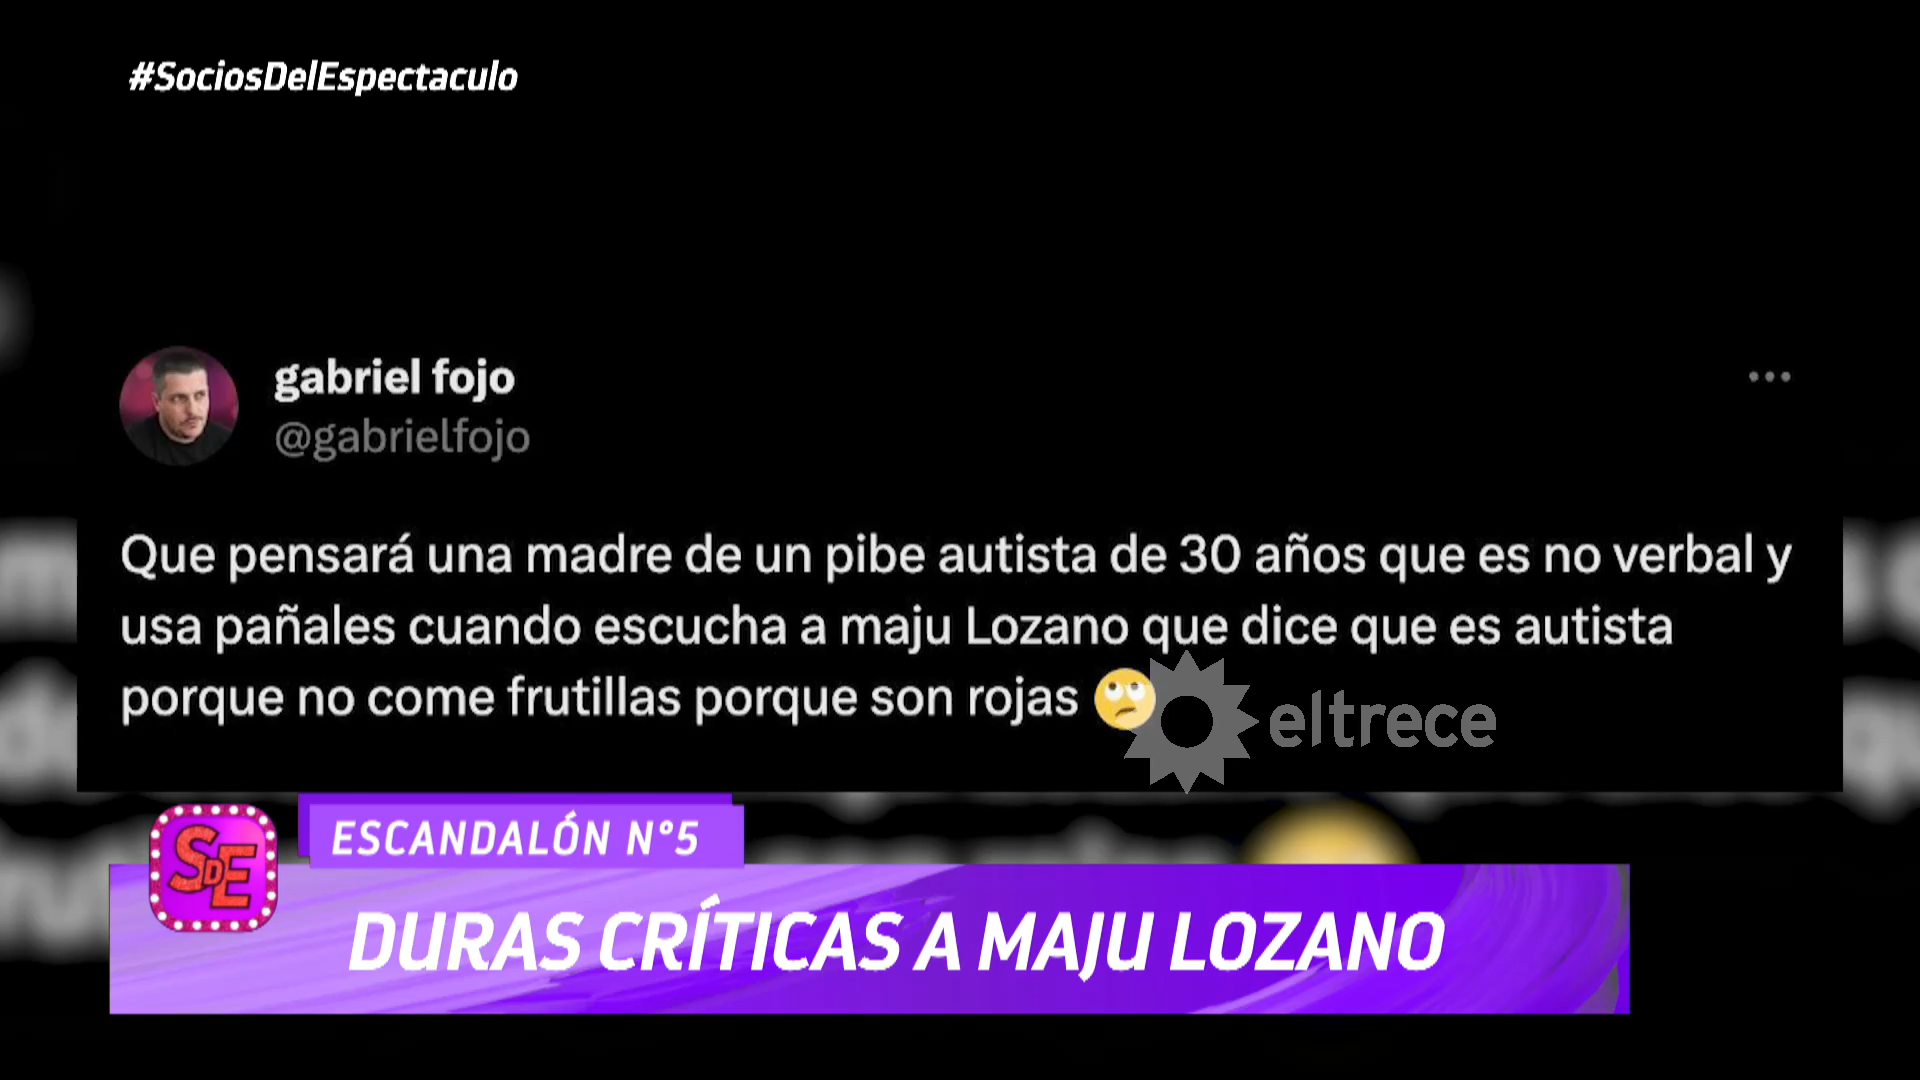 #SociosDelEspectaculo
gabriel fojo
@gabrielfojo
Que pensará una madre de un pibe autista de 30 años que es no verbal y
usa pañales cuando escucha a maju Lozano que dice que es autista
porque no come frutillas porque son rojas 🙄
eltrece
SDE
ESCANDALÓN N°5
DURAS CRÍTICAS A MAJU LOZANO